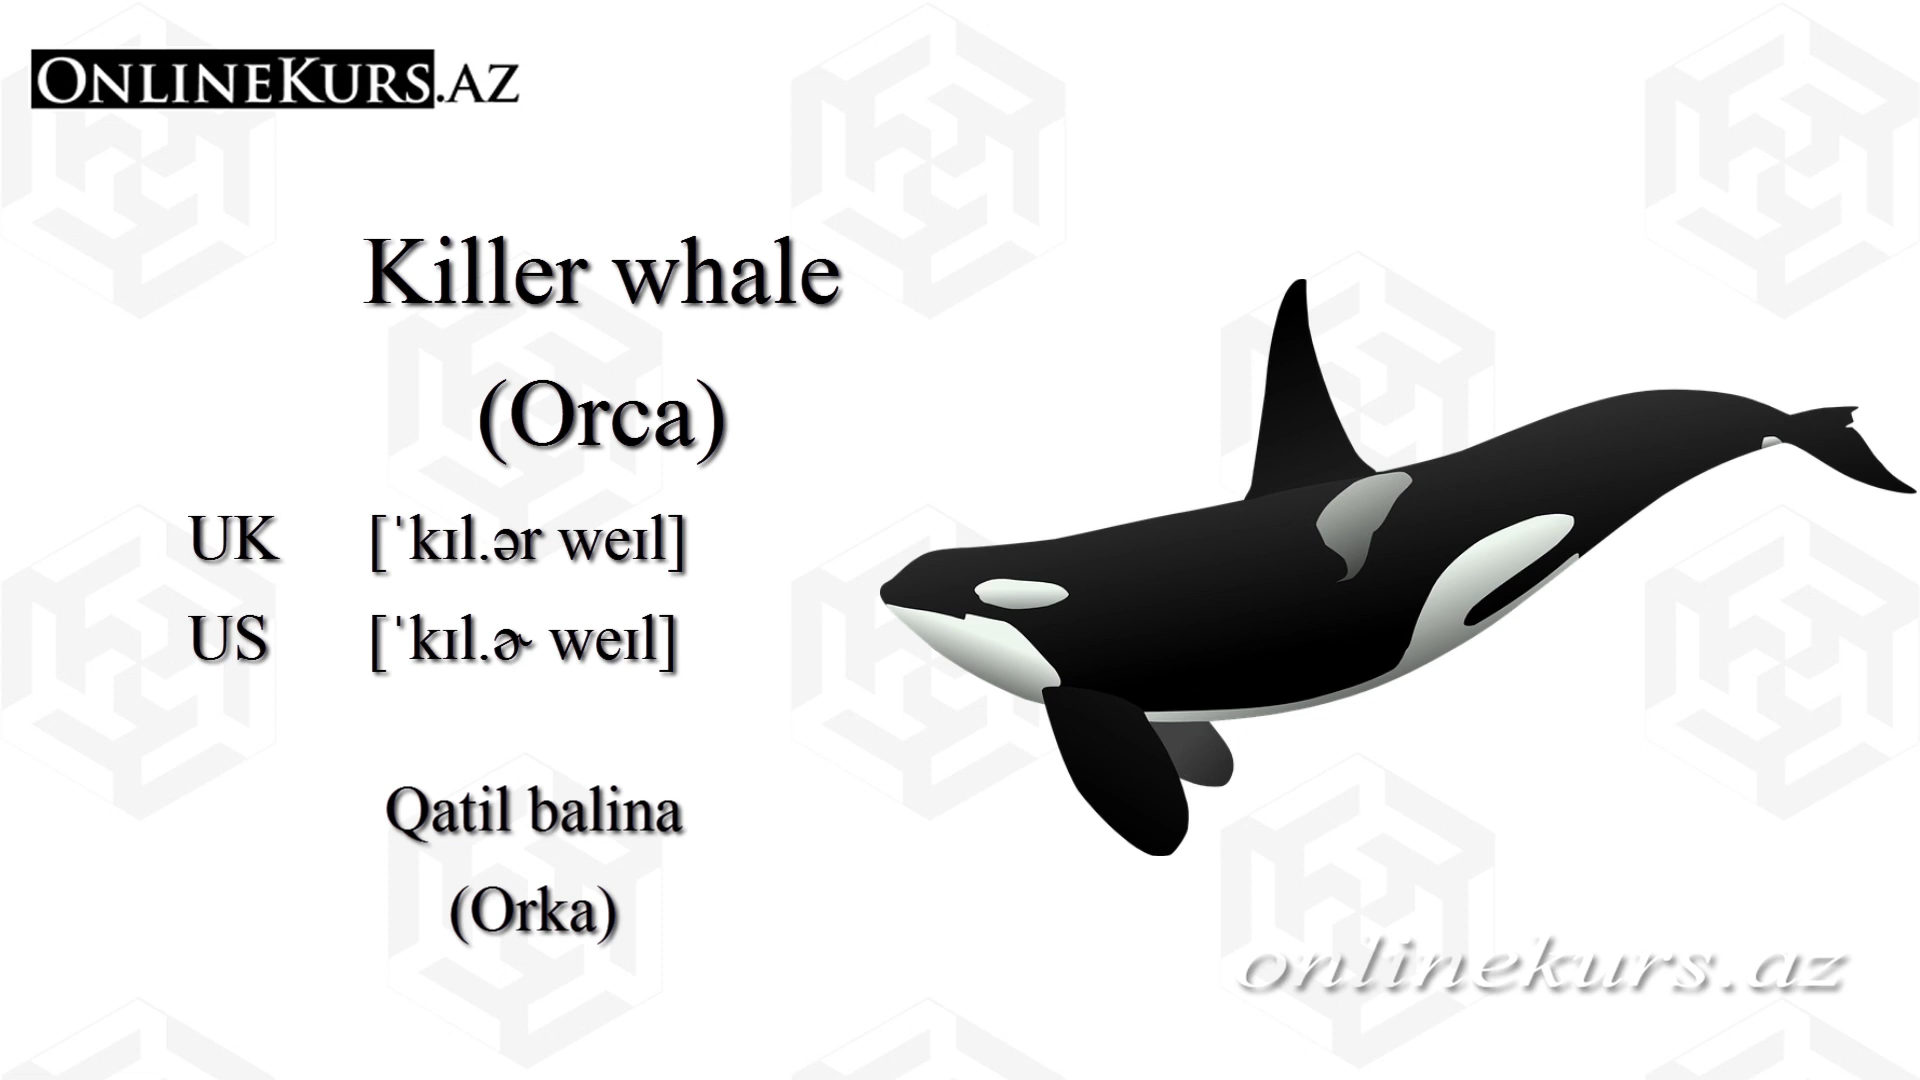 ONLINEKURS.AZ
Killer whale
(Orca)
UK [ˈkɪl.ər weɪl]
US [ˈkɪl.ɚ weɪl]
Qatil balina
(Orka)
onlinekurs.az